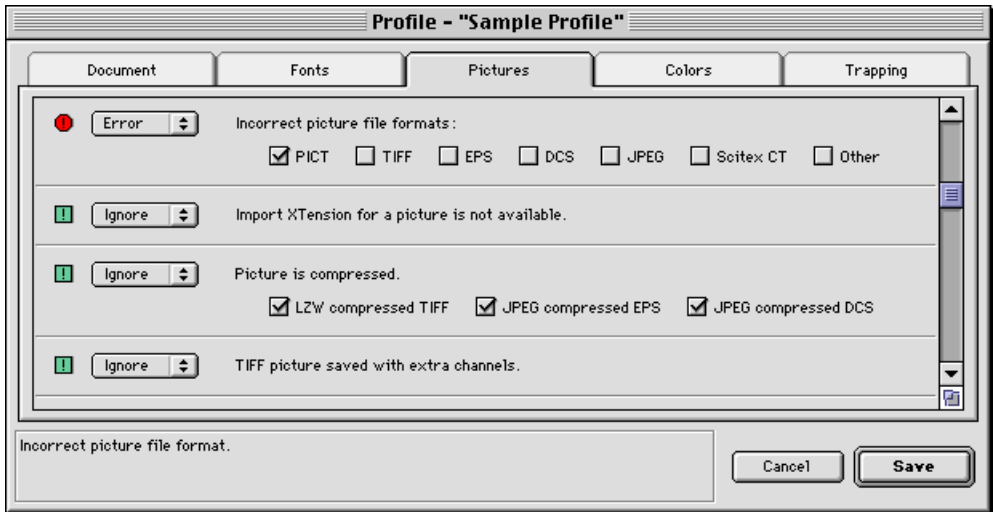 Profile - "Sample Profile"
Document Fonts Pictures Colors Trapping
Error Incorrect picture file formats:
PICT TIFF EPS DCS JPEG Scitex CT Other
Ignore Import XTension for a picture is not available.
Ignore Picture is compressed.
LZW compressed TIFF JPEG compressed EPS JPEG compressed DCS
Ignore TIFF picture saved with extra channels.
Incorrect picture file format.
Cancel Save